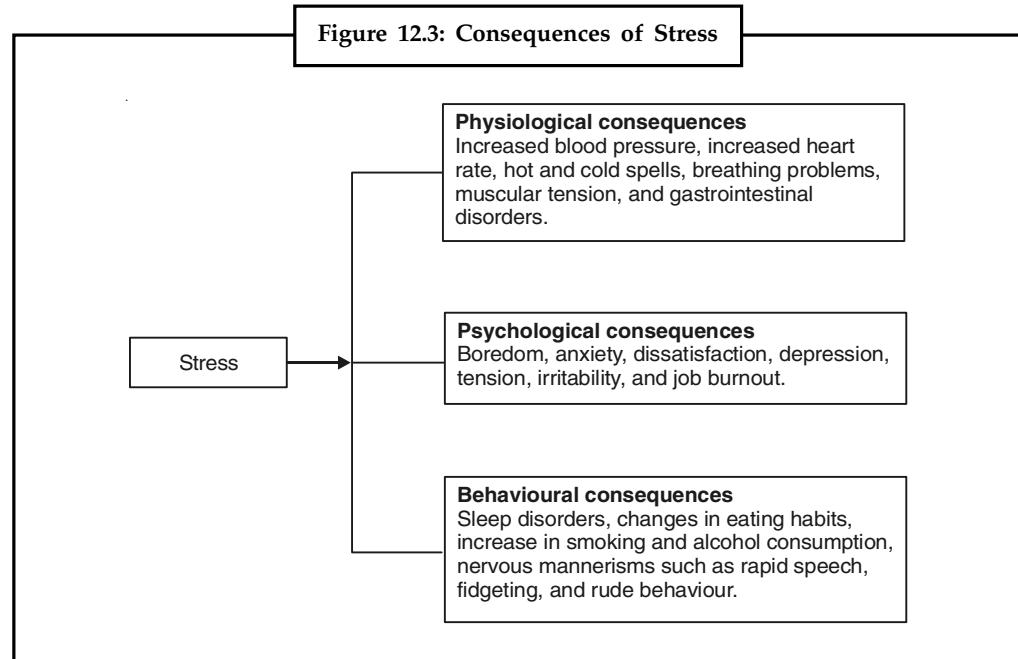 Figure 12.3: Consequences of Stress
Physiological consequences
Increased blood pressure, increased heart
rate, hot and cold spells, breathing problems,
muscular tension, and gastrointestinal
disorders.
Stress
Psychological consequences
Boredom, anxiety, dissatisfaction, depression,
tension, irritability, and job burnout.
Behavioural consequences
Sleep disorders, changes in eating habits,
increase in smoking and alcohol consumption,
nervous mannerisms such as rapid speech,
fidgeting, and rude behaviour.